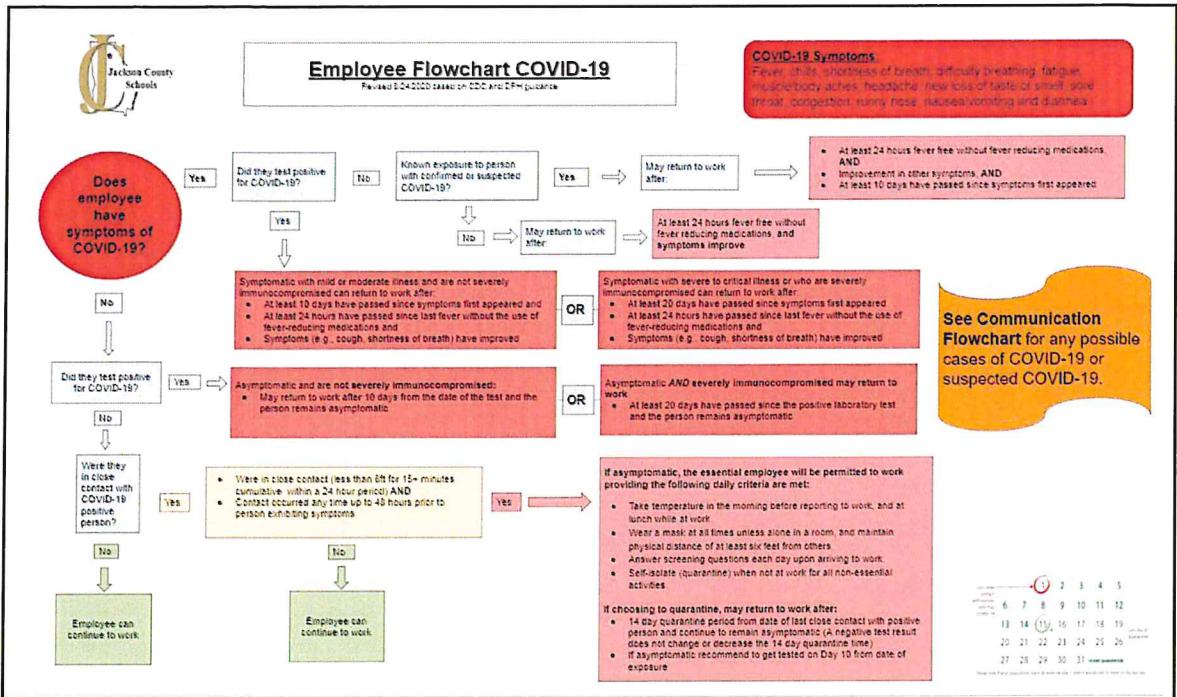 Jackson County
Schools
Employee Flowchart COVID-19
Revised 8/24/2020 based on CDC and DPH guidance
COVID-19 Symptoms:
Fever, chills, shortness of breath, difficulty breathing, fatigue,
muscle/body aches, headache, new loss of taste or smell, sore
throat, congestion, runny nose, nausea/vomiting and diarrhea
Does
employee
have
symptoms of
COVID-19?
Yes
Did they test positive
for COVID-19?
No
Known exposure to person
with confirmed or suspected
COVID-19?
Yes
May return to work
after:
At least 24 hours fever free without fever reducing medications,
AND
Improvement in other symptoms, AND
At least 10 days have passed since symptoms first appeared
Yes
No
May return to work
after:
At least 24 hours fever free without
fever reducing medications, and
symptoms improve
No
Symptomatic with mild or moderate illness and are not severely
immunocompromised can return to work after:
At least 10 days have passed since symptoms first appeared and
At least 24 hours have passed since last fever without the use of
fever-reducing medications and
Symptoms (e.g., cough, shortness of breath) have improved
OR
Symptomatic with severe to critical illness or who are severely
immunocompromised can return to work after:
At least 20 days have passed since symptoms first appeared
At least 24 hours have passed since last fever without the use of
fever-reducing medications and
Symptoms (e.g., cough, shortness of breath) have improved
See Communication
Flowchart for any possible
cases of COVID-19 or
suspected COVID-19.
Did they test positive
for COVID-19?
Yes
Asymptomatic and are not severely immunocompromised:
May return to work after 10 days from the date of the test and the
person remains asymptomatic
OR
Asymptomatic AND severely immunocompromised may return to
work
At least 20 days have passed since the positive laboratory test
and the person remains asymptomatic
No
Were they
in close
contact with
COVID-19
positive
person?
Yes
Were in close contact (less than 6ft for 15+ minutes
cumulative within a 24 hour period) AND
Contact occurred any time up to 48 hours prior to
person exhibiting symptoms
Yes
If asymptomatic, the essential employee will be permitted to work
providing the following daily criteria are met:
Take temperature in the morning before reporting to work, and at
lunch while at work.
Wear a mask at all times unless alone in a room, and maintain
physical distance of at least six feet from others.
Answer screening questions each day upon arriving to work.
Self-isolate (quarantine) when not at work for all non-essential
activities.
If choosing to quarantine, may return to work after:
14 day quarantine period from date of last close contact with
positive person and continue to remain asymptomatic (A negative test result
does not change or decrease the 14 day quarantine time)
If asymptomatic recommend to get tested on Day 10 from date of
exposure
No
Employee can
continue to work
No
Employee can
continue to work
1 2 3 4 5
6 7 8 9 10 11 12
13 14 15 16 17 18 19
20 21 22 23 24 25 26
27 28 29 30 31